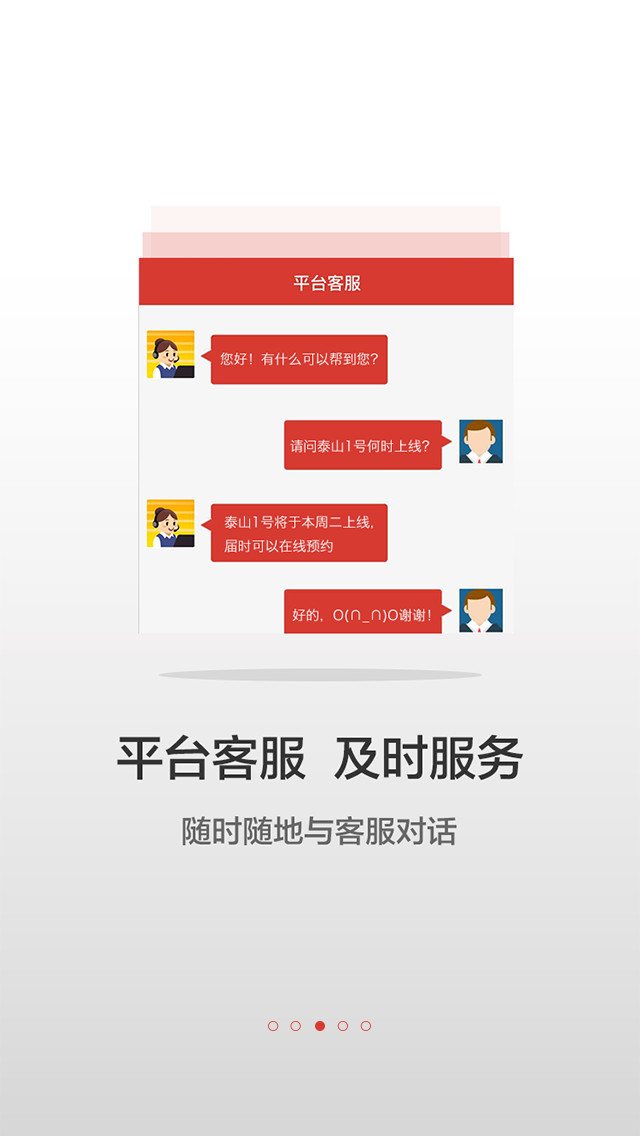 平台客服
您好！有什么可以帮到您？
请问泰山1号何时上线？
泰山1号将于本周二上线，
届时可以在线预约
好的，O(∩_∩)O谢谢！
平台客服 及时服务
随时随地与客服对话